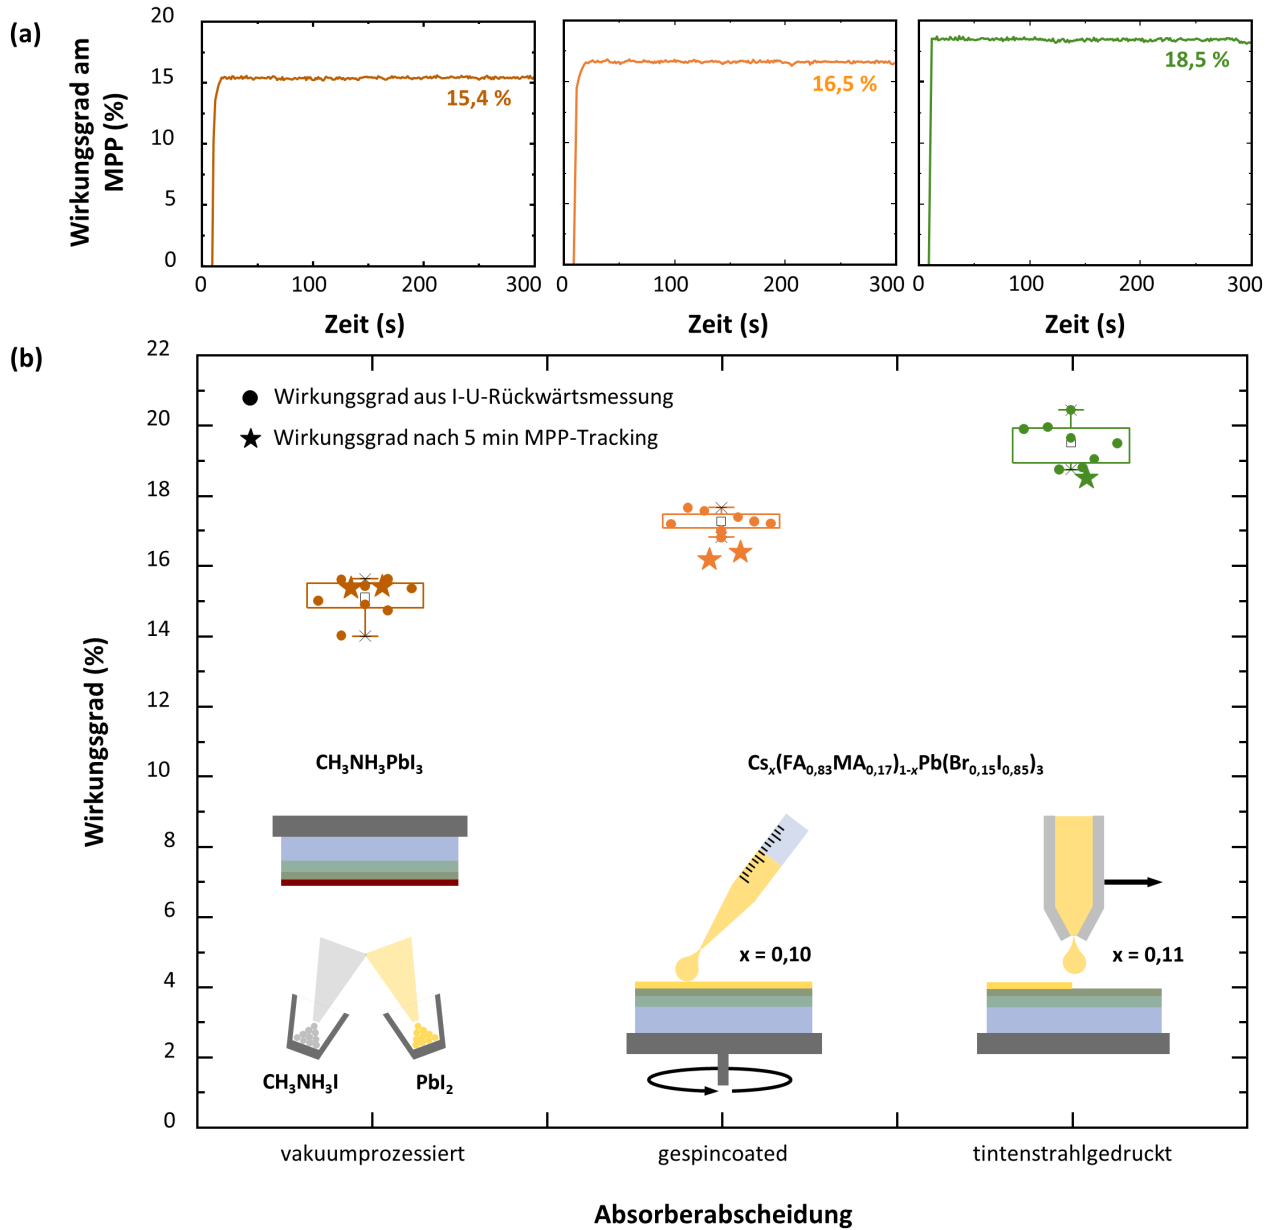 (a)
Wirkungsgrad am
MPP (%)
20
15
10
5
0
15,4 %
16,5 %
18,5 %
0 100 200 300
0 100 200 300
0 100 200 300
Zeit (s)
Zeit (s)
Zeit (s)
(b)
Wirkungsgrad (%)
22
20
18
16
14
12
10
8
6
4
2
0
Wirkungsgrad aus I-U-Rückwärtsmessung
Wirkungsgrad nach 5 min MPP-Tracking
CH₃NH₃PbI₃
Csₓ(FA₀,₈₃MA₀,₁₇)₁₋ₓPb(Br₀,₁₅I₀,₈₅)₃
x = 0,10
x = 0,11
CH₃NH₃I
PbI₂
vakuumprozessiert
gespincoated
tintenstrahlgedruckt
Absorberabscheidung